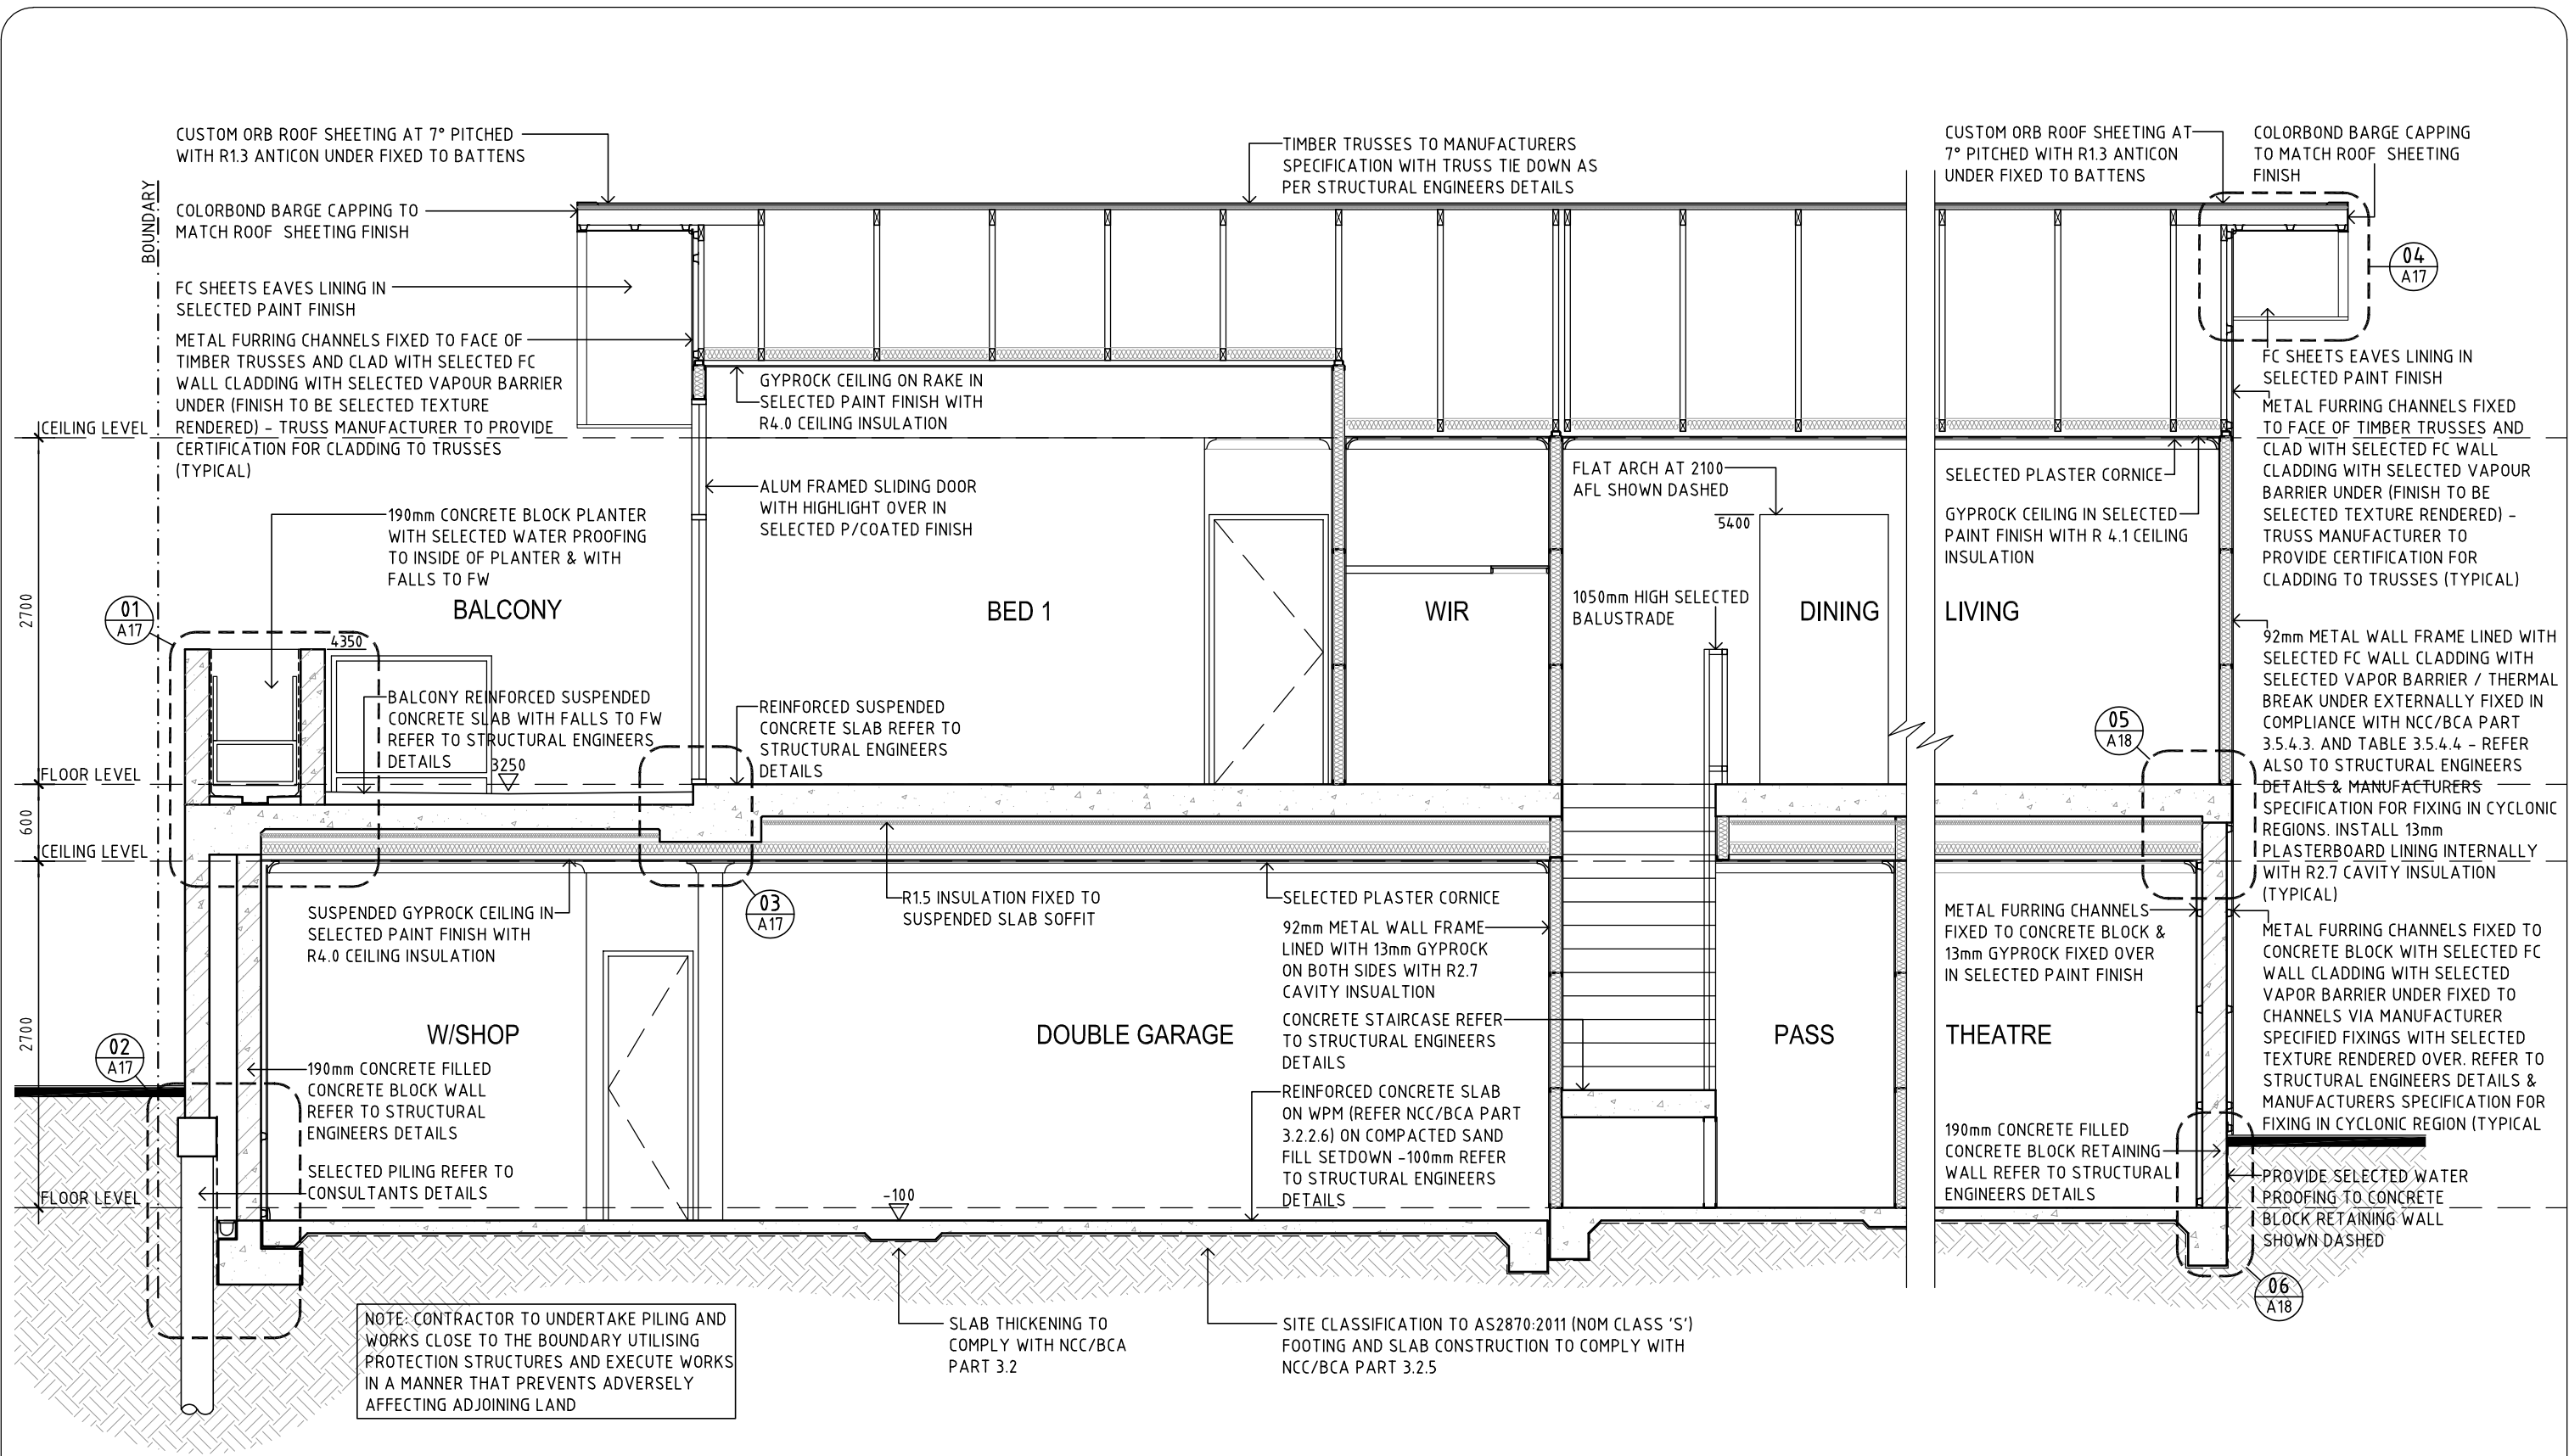 CUSTOM ORB ROOF SHEETING AT 7° PITCHED
WITH R1.3 ANTICON UNDER FIXED TO BATTENS
BOUNDARY
COLORBOND BARGE CAPPING TO
MATCH ROOF SHEETING FINISH
FC SHEETS EAVES LINING IN
SELECTED PAINT FINISH
METAL FURRING CHANNELS FIXED TO FACE OF
TIMBER TRUSSES AND CLAD WITH SELECTED FC
WALL CLADDING WITH SELECTED VAPOUR BARRIER
UNDER (FINISH TO BE SELECTED TEXTURE
RENDERED) - TRUSS MANUFACTURER TO PROVIDE
CERTIFICATION FOR CLADDING TO TRUSSES
(TYPICAL)
TIMBER TRUSSES TO MANUFACTURERS
SPECIFICATION WITH TRUSS TIE DOWN AS
PER STRUCTURAL ENGINEERS DETAILS
CUSTOM ORB ROOF SHEETING AT
7° PITCHED WITH R1.3 ANTICON
UNDER FIXED TO BATTENS
COLORBOND BARGE CAPPING
TO MATCH ROOF SHEETING
FINISH
04
A17
FC SHEETS EAVES LINING IN
SELECTED PAINT FINISH
METAL FURRING CHANNELS FIXED
TO FACE OF TIMBER TRUSSES AND
CLAD WITH SELECTED FC WALL
CLADDING WITH SELECTED VAPOUR
BARRIER UNDER (FINISH TO BE
SELECTED TEXTURE RENDERED) -
TRUSS MANUFACTURER TO
PROVIDE CERTIFICATION FOR
CLADDING TO TRUSSES (TYPICAL)
CEILING LEVEL
GYPROCK CEILING ON RAKE IN
SELECTED PAINT FINISH WITH
R4.0 CEILING INSULATION
ALUM FRAMED SLIDING DOOR
WITH HIGHLIGHT OVER IN
SELECTED P/COATED FINISH
FLAT ARCH AT 2100
AFL SHOWN DASHED
5400
SELECTED PLASTER CORNICE
GYPROCK CEILING IN SELECTED
PAINT FINISH WITH R 4.1 CEILING
INSULATION
190mm CONCRETE BLOCK PLANTER
WITH SELECTED WATER PROOFING
TO INSIDE OF PLANTER & WITH
FALLS TO FW
2700
01
A17
BALCONY
BED 1
WIR
1050mm HIGH SELECTED
BALUSTRADE
DINING
LIVING
4350
BALCONY REINFORCED SUSPENDED
CONCRETE SLAB WITH FALLS TO FW
REFER TO STRUCTURAL ENGINEERS
DETAILS
3250
REINFORCED SUSPENDED
CONCRETE SLAB REFER TO
STRUCTURAL ENGINEERS
DETAILS
05
A18
92mm METAL WALL FRAME LINED WITH
SELECTED FC WALL CLADDING WITH
SELECTED VAPOR BARRIER / THERMAL
BREAK UNDER EXTERNALLY FIXED IN
COMPLIANCE WITH NCC/BCA PART
3.5.4.3. AND TABLE 3.5.4.4 - REFER
ALSO TO STRUCTURAL ENGINEERS
DETAILS & MANUFACTURERS
SPECIFICATION FOR FIXING IN CYCLONIC
REGIONS. INSTALL 13mm
PLASTERBOARD LINING INTERNALLY
WITH R2.7 CAVITY INSULATION
(TYPICAL)
FLOOR LEVEL
600
CEILING LEVEL
SUSPENDED GYPROCK CEILING IN
SELECTED PAINT FINISH WITH
R4.0 CEILING INSULATION
03
A17
R1.5 INSULATION FIXED TO
SUSPENDED SLAB SOFFIT
SELECTED PLASTER CORNICE
92mm METAL WALL FRAME
LINED WITH 13mm GYPROCK
ON BOTH SIDES WITH R2.7
CAVITY INSUALTION
METAL FURRING CHANNELS
FIXED TO CONCRETE BLOCK &
13mm GYPROCK FIXED OVER
IN SELECTED PAINT FINISH
METAL FURRING CHANNELS FIXED TO
CONCRETE BLOCK WITH SELECTED FC
WALL CLADDING WITH SELECTED
VAPOR BARRIER UNDER FIXED TO
CHANNELS VIA MANUFACTURER
SPECIFIED FIXINGS WITH SELECTED
TEXTURE RENDERED OVER. REFER TO
STRUCTURAL ENGINEERS DETAILS &
MANUFACTURERS SPECIFICATION FOR
FIXING IN CYCLONIC REGION (TYPICAL
2700
02
A17
W/SHOP
DOUBLE GARAGE
PASS
THEATRE
CONCRETE STAIRCASE REFER
TO STRUCTURAL ENGINEERS
DETAILS
190mm CONCRETE FILLED
CONCRETE BLOCK WALL
REFER TO STRUCTURAL
ENGINEERS DETAILS
REINFORCED CONCRETE SLAB
ON WPM (REFER NCC/BCA PART
3.2.2.6) ON COMPACTED SAND
FILL SETDOWN -100mm REFER
TO STRUCTURAL ENGINEERS
DETAILS
190mm CONCRETE FILLED
CONCRETE BLOCK RETAINING
WALL REFER TO STRUCTURAL
ENGINEERS DETAILS
SELECTED PILING REFER TO
CONSULTANTS DETAILS
PROVIDE SELECTED WATER
PROOFING TO CONCRETE
BLOCK RETAINING WALL
SHOWN DASHED
FLOOR LEVEL
-100
06
A18
NOTE: CONTRACTOR TO UNDERTAKE PILING AND
WORKS CLOSE TO THE BOUNDARY UTILISING
PROTECTION STRUCTURES AND EXECUTE WORKS
IN A MANNER THAT PREVENTS ADVERSELY
AFFECTING ADJOINING LAND
SLAB THICKENING TO
COMPLY WITH NCC/BCA
PART 3.2
SITE CLASSIFICATION TO AS2870:2011 (NOM CLASS 'S')
FOOTING AND SLAB CONSTRUCTION TO COMPLY WITH
NCC/BCA PART 3.2.5